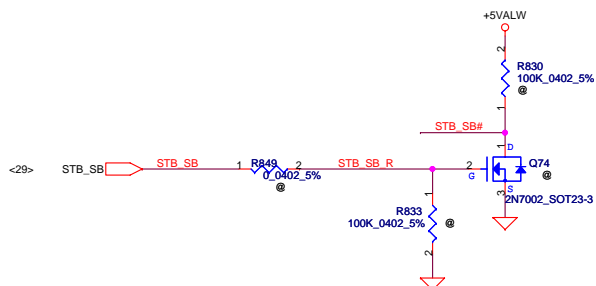 +5VALW
2
R830
100K_0402_5%
@
1
STB_SB#
1
D
<29>
STB_SB
STB_SB
1
R849
2
STB_SB_R
2
G
Q74
@
0_0402_5%
@
S
3
2N7002_SOT23-3
1
R833
100K_0402_5%
@
2